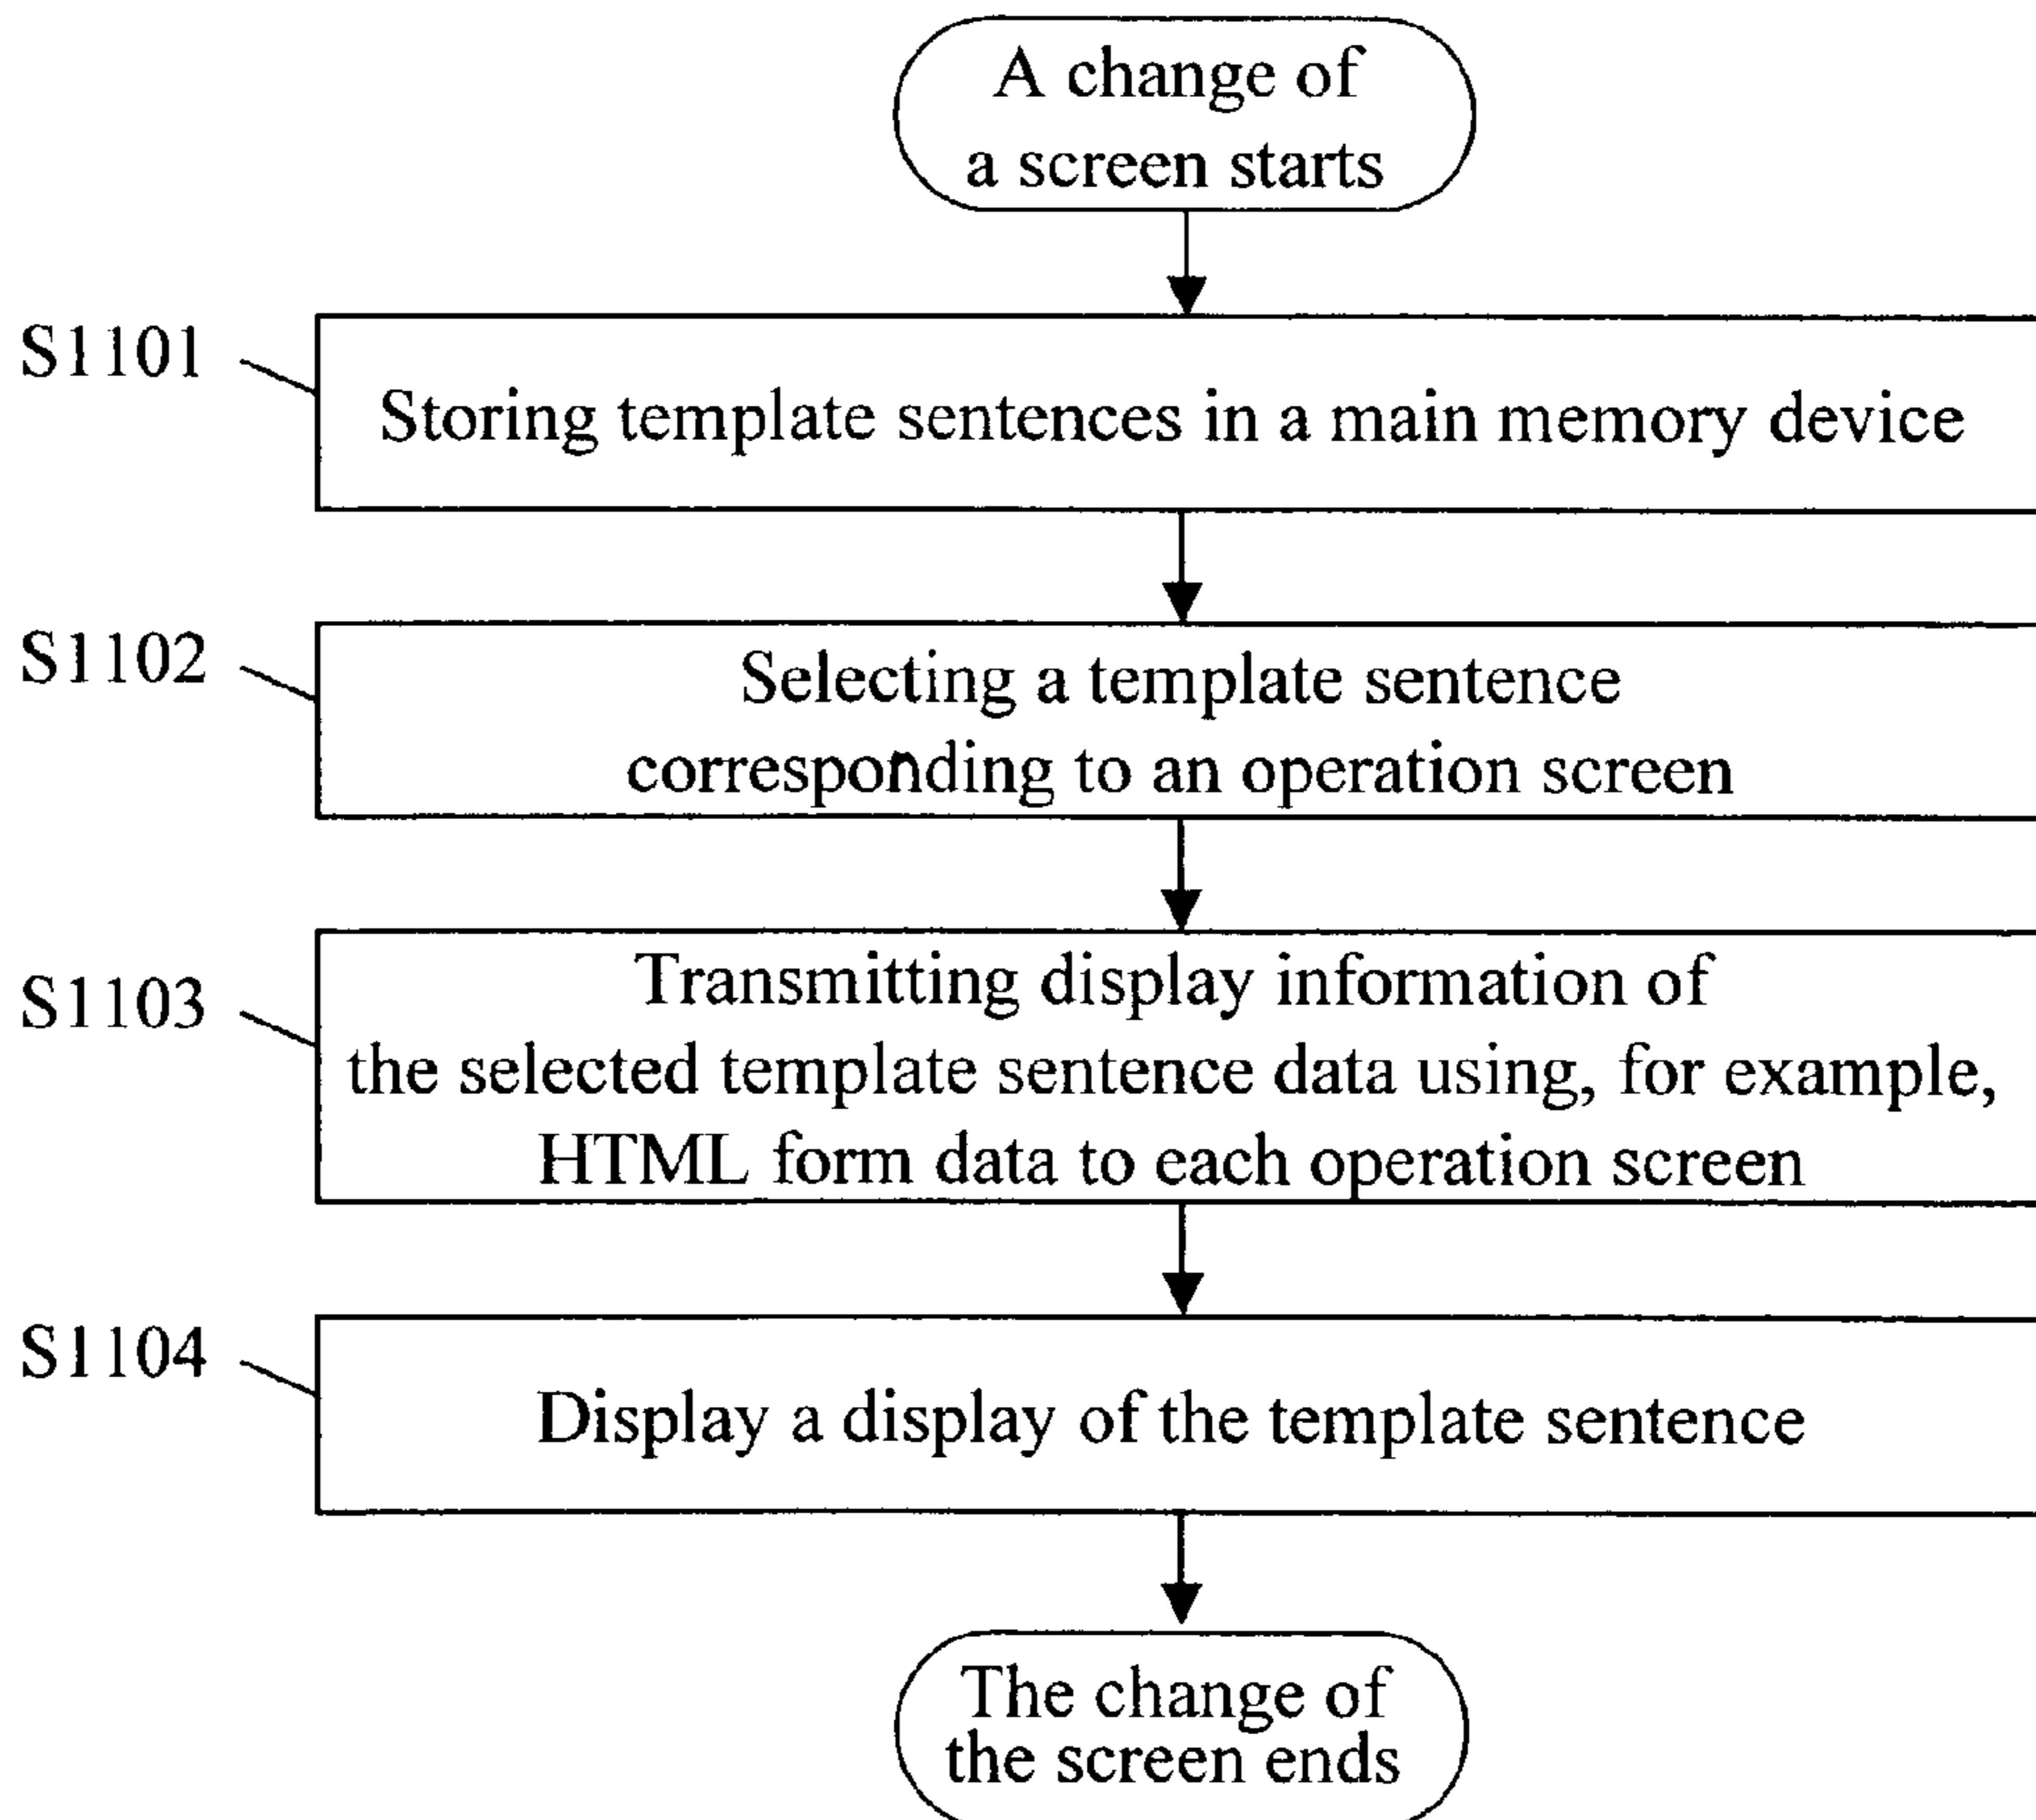 A change of
a screen starts
S1101
Storing template sentences in a main memory device
S1102
Selecting a template sentence
corresponding to an operation screen
S1103
Transmitting display information of
the selected template sentence data using, for example,
HTML form data to each operation screen
S1104
Display a display of the template sentence
The change of
the screen ends